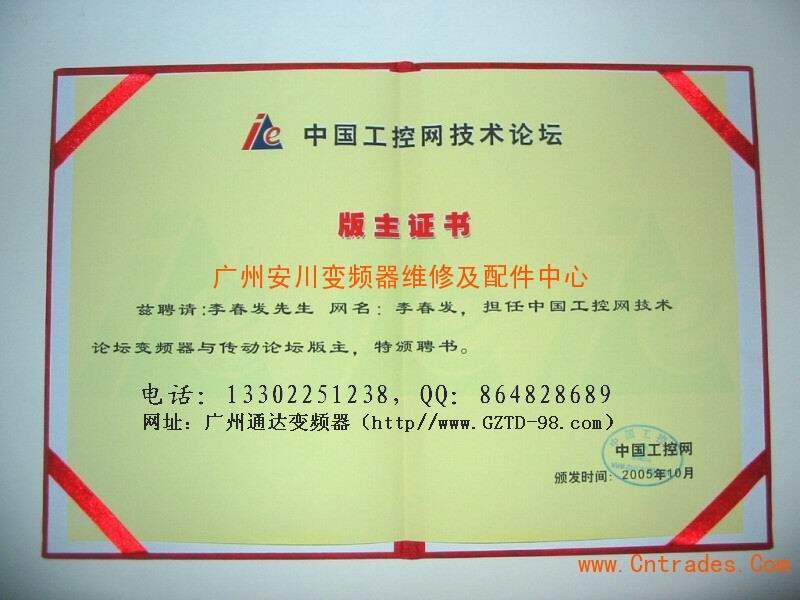 ie 中国工控网技术论坛
版主证书
广州安川变频器维修及配件中心
兹聘请:李春发先生 网名：李春发，担任中国工控网技术
论坛变频器与传动论坛版主，特颁聘书。
电话：13302251238，QQ：864828689
网址：广州通达变频器（http//www.GZTD-98.com）
中国工控网
颁发时间：2005年10月
www.Cntrades.Com